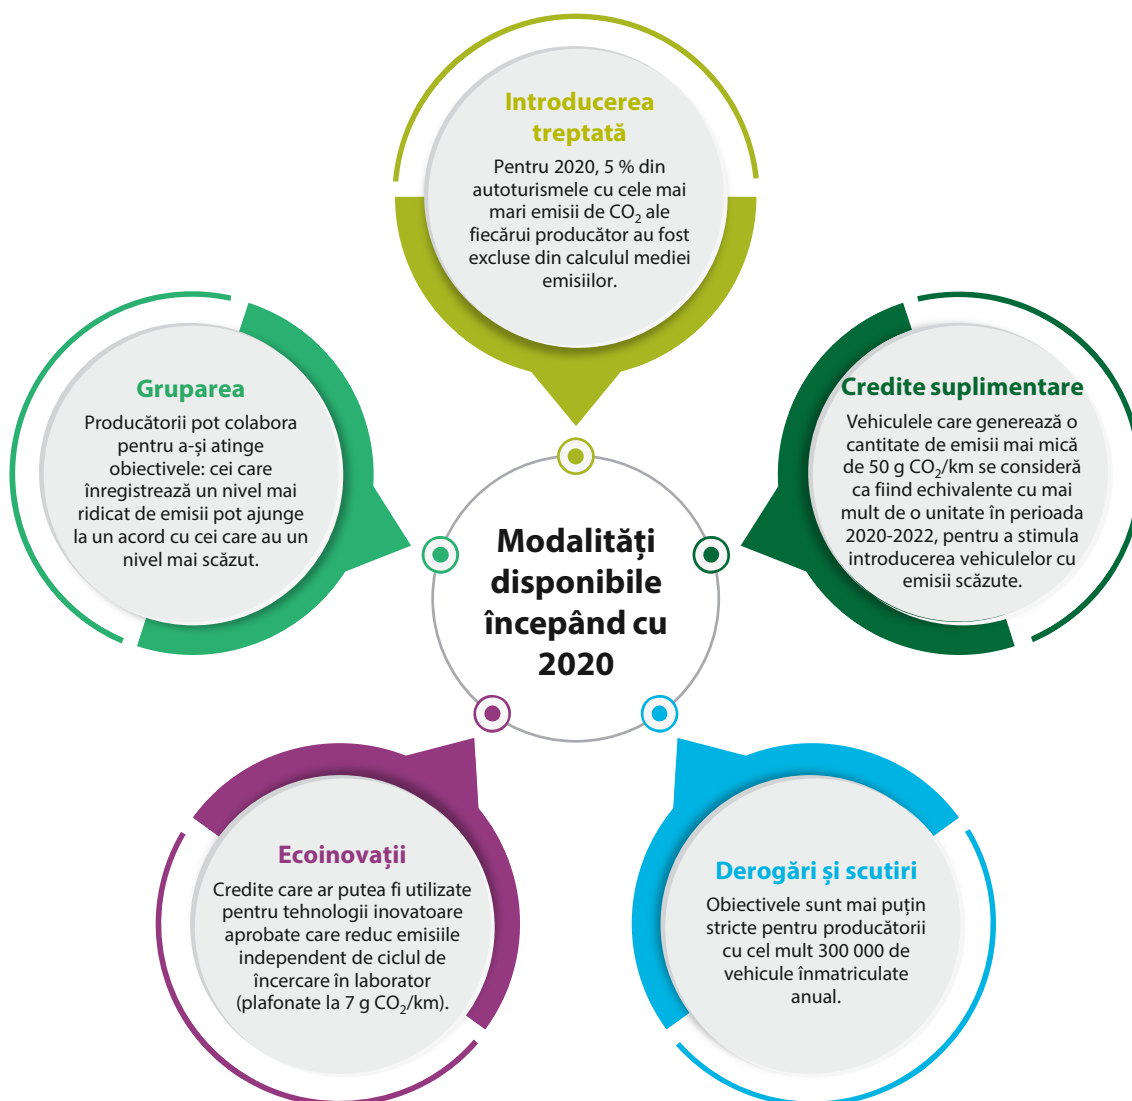 Introducerea
treptată
Pentru 2020, 5 % din
autoturismele cu cele mai
mari emisii de CO₂ ale
fiecărui producător au fost
excluse din calculul mediei
emisiilor.
Gruparea
Producătorii pot colabora
pentru a-și atinge
obiectivele: cei care
înregistrează un nivel mai
ridicat de emisii pot ajunge
la un acord cu cei care au un
nivel mai scăzut.
Credite suplimentare
Vehiculele care generează o
cantitate de emisii mai mică
de 50 g CO₂/km se consideră
ca fiind echivalente cu mai
mult de o unitate în perioada
2020-2022, pentru a stimula
introducerea vehiculelor cu
emisii scăzute.
Modalități
disponibile
începând cu
2020
Ecoinovații
Credite care ar putea fi utilizate
pentru tehnologii inovatoare
aprobate care reduc emisiile
independent de ciclul de
încercare în laborator
(plafonate la 7 g CO₂/km).
Derogări și scutiri
Obiectivele sunt mai puțin
stricte pentru producătorii
cu cel mult 300 000 de
vehicule înmatriculate
anual.